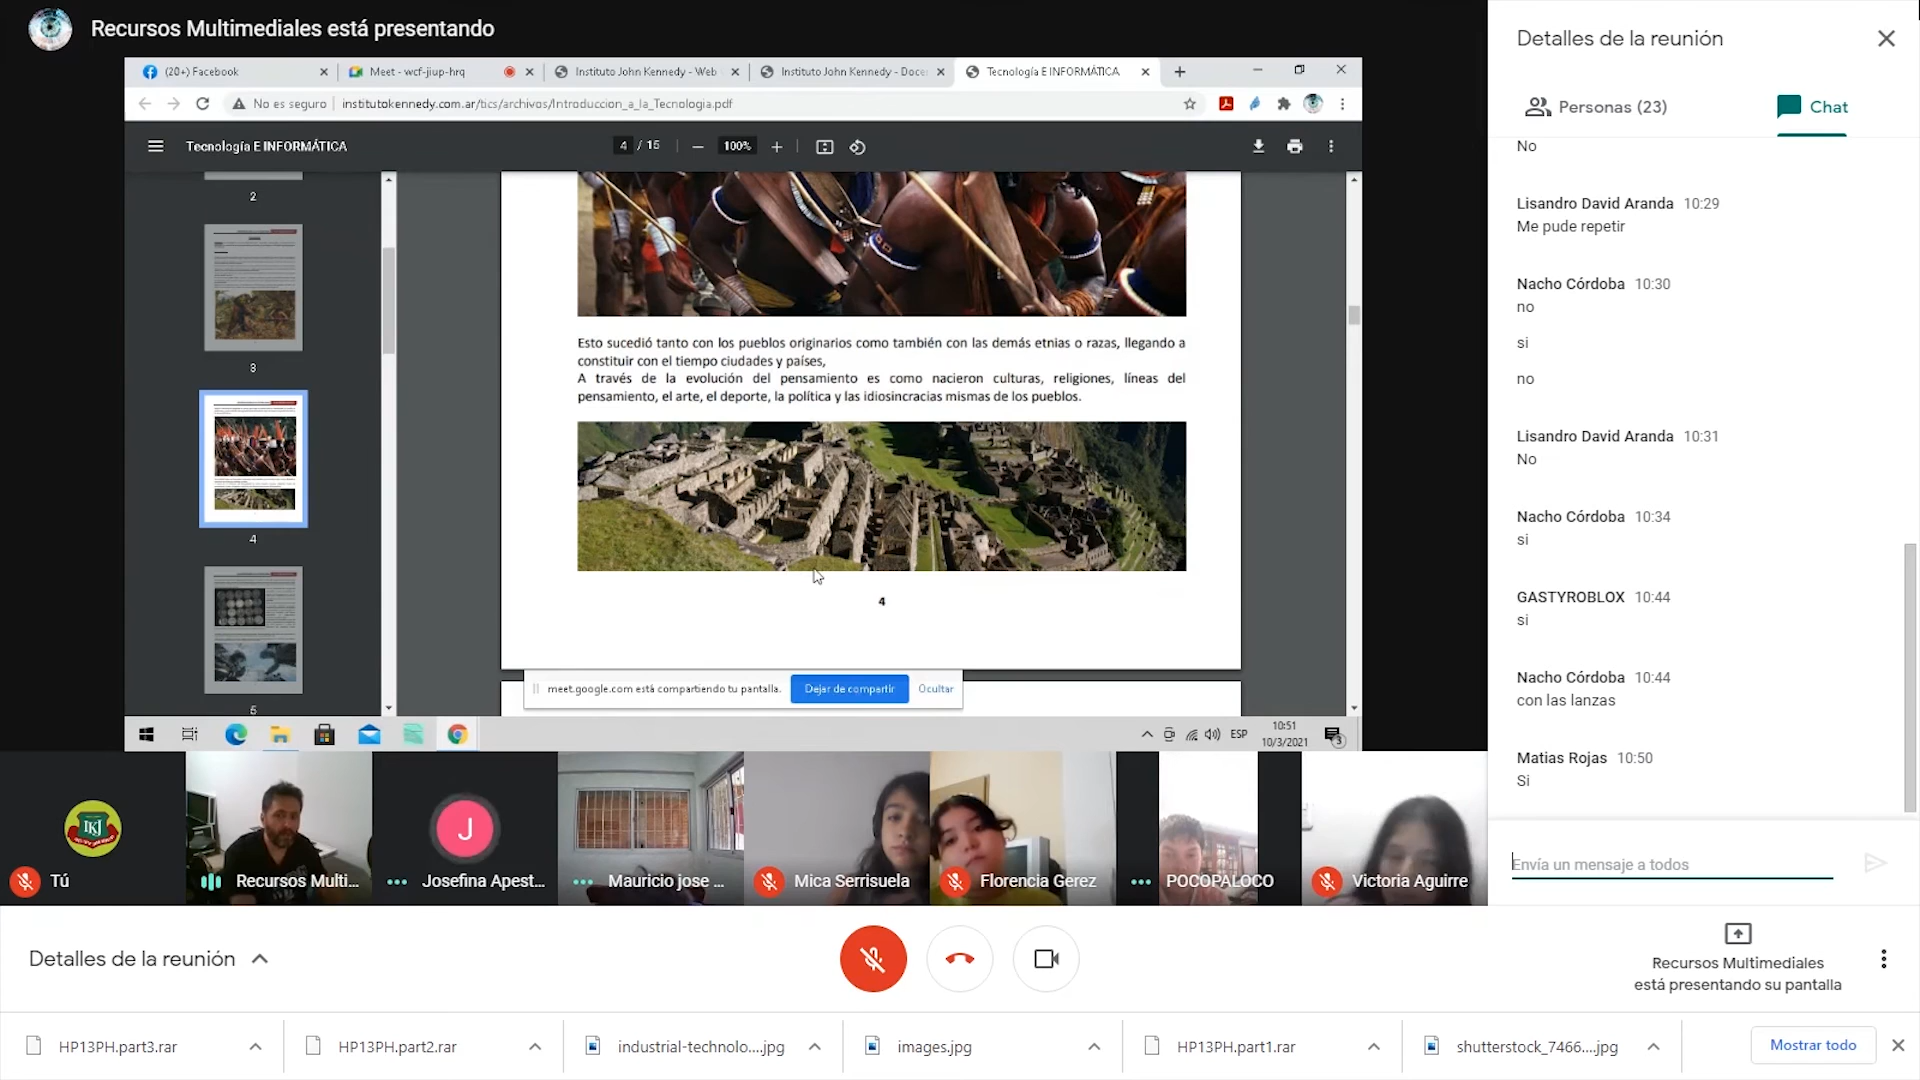 Recursos Multimediales está presentando
(20+) Facebook
Meet - wcf-jiup-hrq
Instituto John Kennedy - Web
Instituto John Kennedy - Doce
Tecnología E INFORMÁTICA
No es seguro
institutokennedy.com.ar/tics/archivos/Introduccion_a_la_Tecnologia.pdf
Tecnología E INFORMÁTICA
4 / 15
100%
2
3
4
5
Esto sucedió tanto con los pueblos originarios como también con las demás etnias o razas, llegando a
constituir con el tiempo ciudades y países,
A través de la evolución del pensamiento es como nacieron culturas, religiones, líneas del
pensamiento, el arte, el deporte, la política y las idiosincracias mismas de los pueblos.
4
meet.google.com está compartiendo tu pantalla.
Dejar de compartir
Ocultar
ESP
10:51
10/3/2021
3
IKJ
Tú
Recursos Multi...
J
Josefina Apest...
Mauricio jose ...
Mica Serrisuela
Florencia Gerez
POCOPALOCO
Victoria Aguirre
Detalles de la reunión
Personas (23)
Chat
No
Lisandro David Aranda 10:29
Me pude repetir
Nacho Córdoba 10:30
no
si
no
Lisandro David Aranda 10:31
No
Nacho Córdoba 10:34
si
GASTYROBLOX 10:44
si
Nacho Córdoba 10:44
con las lanzas
Matias Rojas 10:50
Si
Envía un mensaje a todos
Detalles de la reunión
Recursos Multimediales
está presentando su pantalla
HP13PH.part3.rar
HP13PH.part2.rar
industrial-technolo....jpg
images.jpg
HP13PH.part1.rar
shutterstock_7466....jpg
Mostrar todo